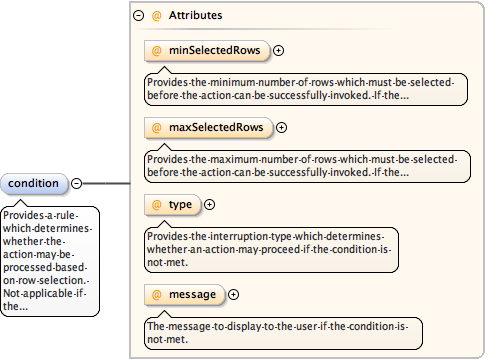 @ Attributes
@ minSelectedRows
Provides-the-minimum-number-of-rows-which-must-be-selected-
before-the-action-can-be-successfully-invoked.-If-the...
@ maxSelectedRows
Provides-the-maximum-number-of-rows-which-must-be-selected-
before-the-action-can-be-successfully-invoked.-If-the...
condition
Provides-a-rule-
which-determines-
whether-the-
action-may-be-
processed-based-
on-row-selection.-
Not-applicable-if-
the...
@ type
Provides-the-interruption-type-which-determines-
whether-an-action-may-proceed-if-the-condition-is-
not-met.
@ message
The-message-to-display-to-the-user-if-the-condition-is-
not-met.